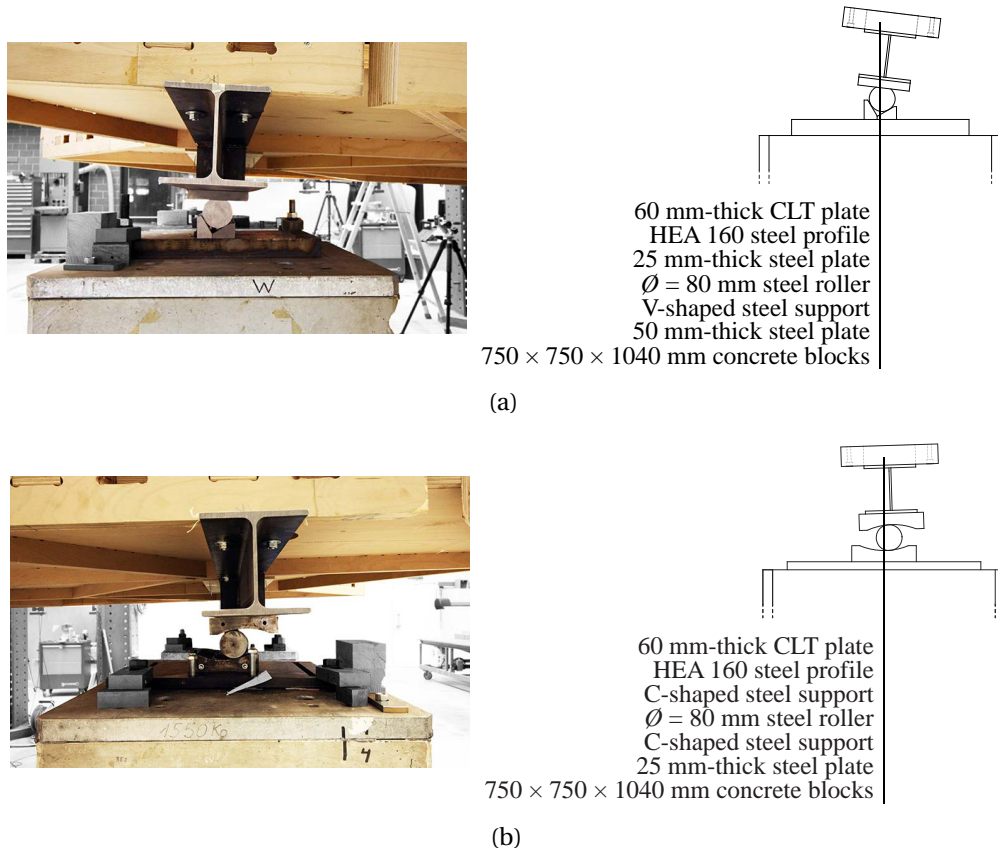 W
60 mm-thick CLT plate
HEA 160 steel profile
25 mm-thick steel plate
Ø = 80 mm steel roller
V-shaped steel support
50 mm-thick steel plate
750 × 750 × 1040 mm concrete blocks
(a)
1550 Kg
4
60 mm-thick CLT plate
HEA 160 steel profile
C-shaped steel support
Ø = 80 mm steel roller
C-shaped steel support
25 mm-thick steel plate
750 × 750 × 1040 mm concrete blocks
(b)